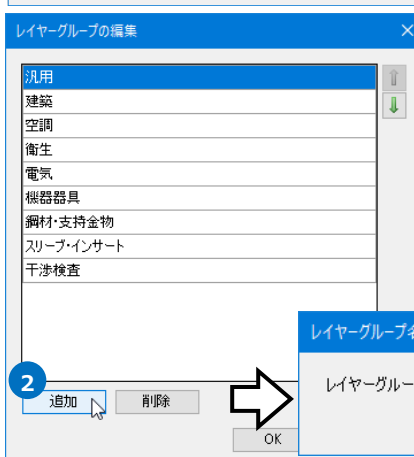 レイヤーグループの編集
汎用
建築
空調
衛生
電気
機器器具
鋼材・支持金物
スリーブ・インサート
干渉検査
レイヤーグループ名
レイヤーグルー
2
追加
削除
OK